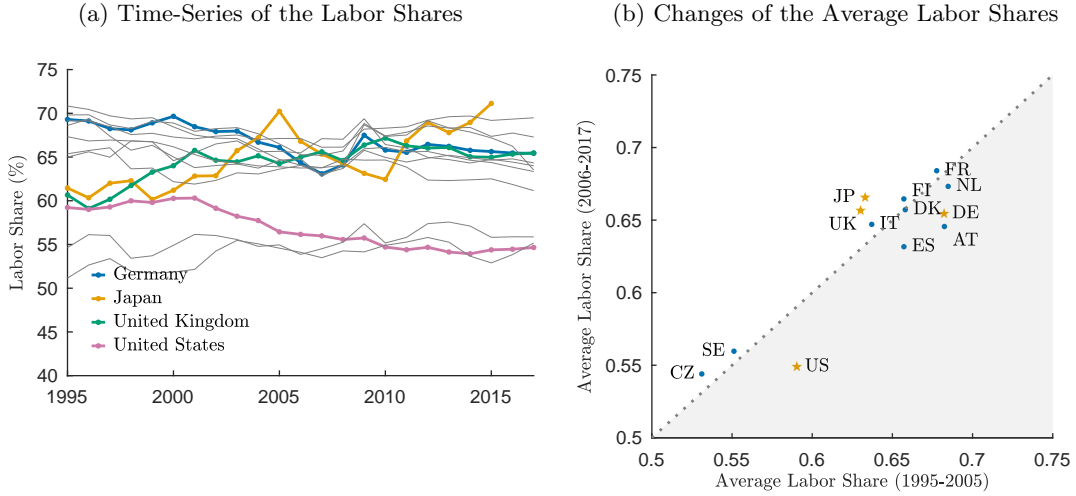 (a) Time-Series of the Labor Shares
75
70
65
60
55
50
45
40
Labor Share (%)
Germany
Japan
United Kingdom
United States
1995
2000
2005
2010
2015
(b) Changes of the Average Labor Shares
0.75
0.7
0.65
0.6
0.55
0.5
Average Labor Share (2006-2017)
FR
FI
NL
JP
DK
DE
UK
IT
ES
AT
SE
CZ
US
0.5
0.55
0.6
0.65
0.7
0.75
Average Labor Share (1995-2005)